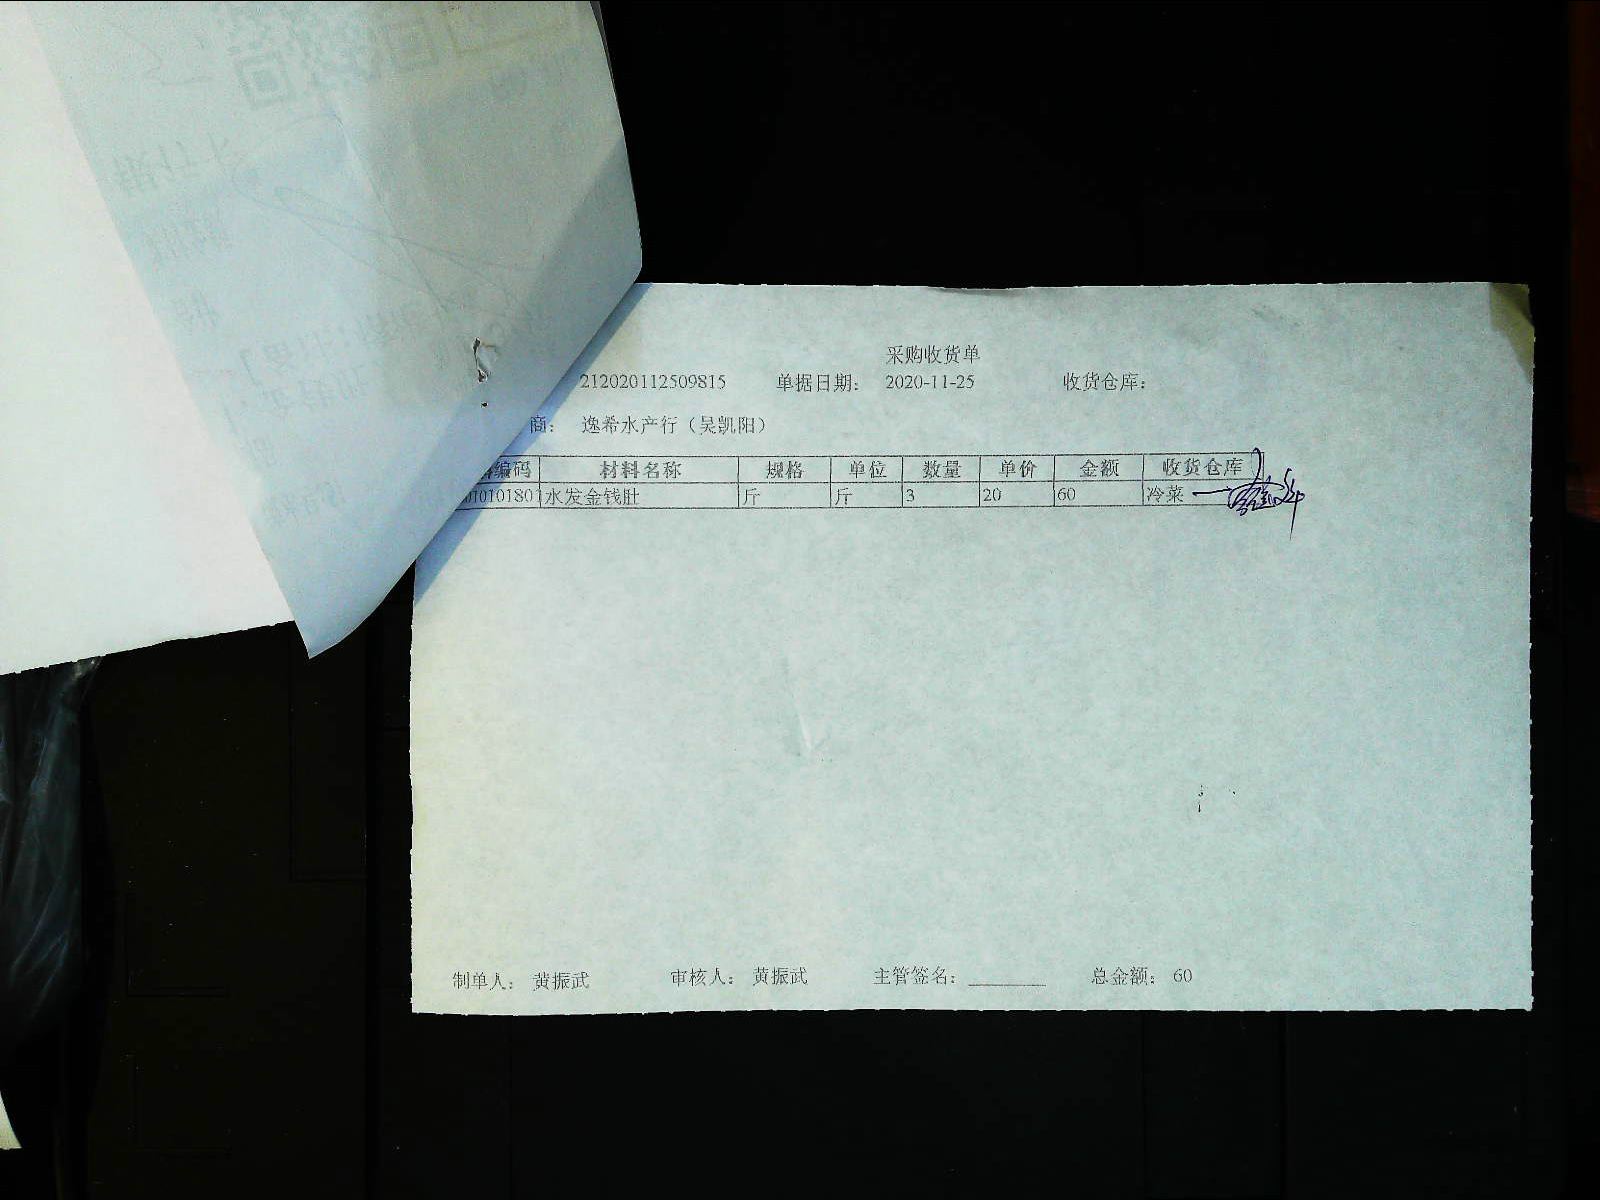 采购收货单
212020112509815 单据日期: 2020-11-25 收货仓库:
商: 逸希水产行（吴凯阳）
编码 材料名称 规格 单位 数量 单价 金额 收货仓库
010101801 水发金钱肚 斤 斤 3 20 60 冷菜
制单人: 黄振武 审核人: 黄振武 主管签名: 总金额: 60